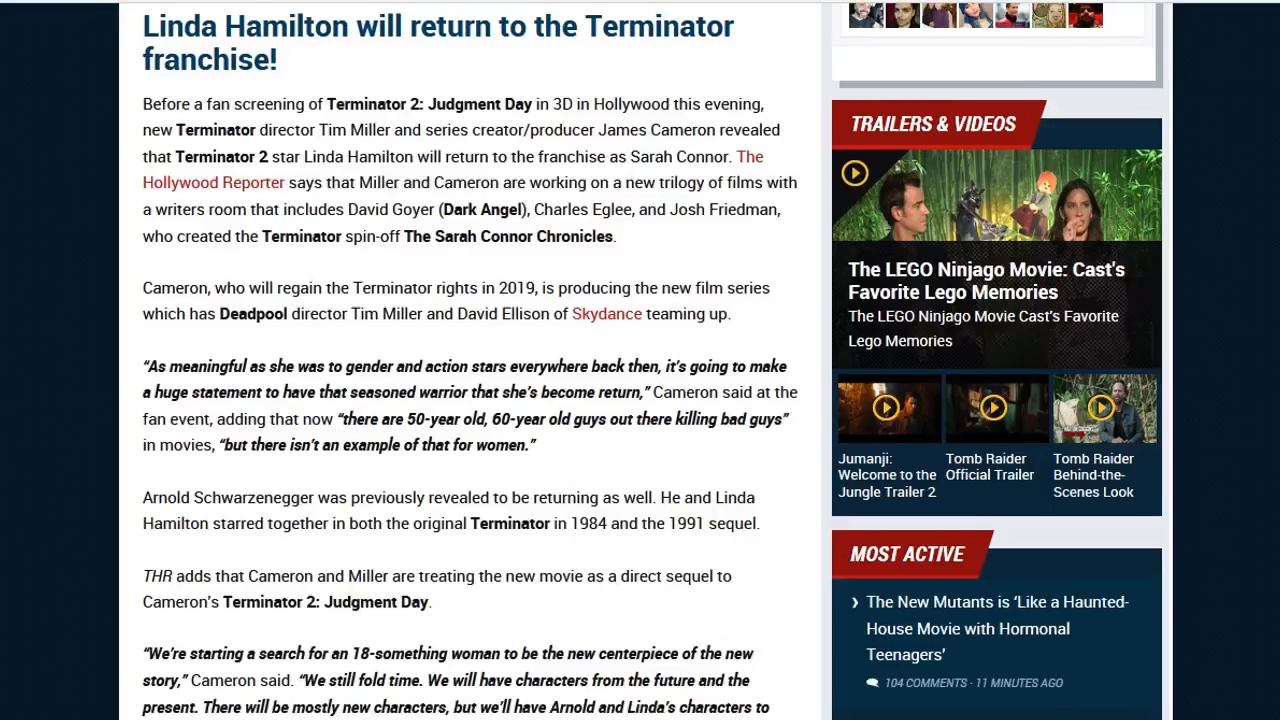 Linda Hamilton will return to the Terminator
franchise!
Before a fan screening of Terminator 2: Judgment Day in 3D in Hollywood this evening,
new Terminator director Tim Miller and series creator/producer James Cameron revealed
that Terminator 2 star Linda Hamilton will return to the franchise as Sarah Connor. The
Hollywood Reporter says that Miller and Cameron are working on a new trilogy of films with
a writers room that includes David Goyer (Dark Angel), Charles Eglee, and Josh Friedman,
who created the Terminator spin-off The Sarah Connor Chronicles.
Cameron, who will regain the Terminator rights in 2019, is producing the new film series
which has Deadpool director Tim Miller and David Ellison of Skydance teaming up.
“As meaningful as she was to gender and action stars everywhere back then, it’s going to make
a huge statement to have that seasoned warrior that she’s become return,” Cameron said at the
fan event, adding that now “there are 50-year old, 60-year old guys out there killing bad guys”
in movies, “but there isn’t an example of that for women.”
Arnold Schwarzenegger was previously revealed to be returning as well. He and Linda
Hamilton starred together in both the original Terminator in 1984 and the 1991 sequel.
THR adds that Cameron and Miller are treating the new movie as a direct sequel to
Cameron’s Terminator 2: Judgment Day.
“We’re starting a search for an 18-something woman to be the new centerpiece of the new
story,” Cameron said. “We still fold time. We will have characters from the future and the
present. There will be mostly new characters, but we’ll have Arnold and Linda’s characters to
TRAILERS & VIDEOS
The LEGO Ninjago Movie: Cast's
Favorite Lego Memories
The LEGO Ninjago Movie Cast's Favorite
Lego Memories
Jumanji:
Welcome to the
Jungle Trailer 2
Tomb Raider
Official Trailer
Tomb Raider
Behind-the-
Scenes Look
MOST ACTIVE
The New Mutants is ‘Like a Haunted-
House Movie with Hormonal
Teenagers’
104 COMMENTS - 11 MINUTES AGO